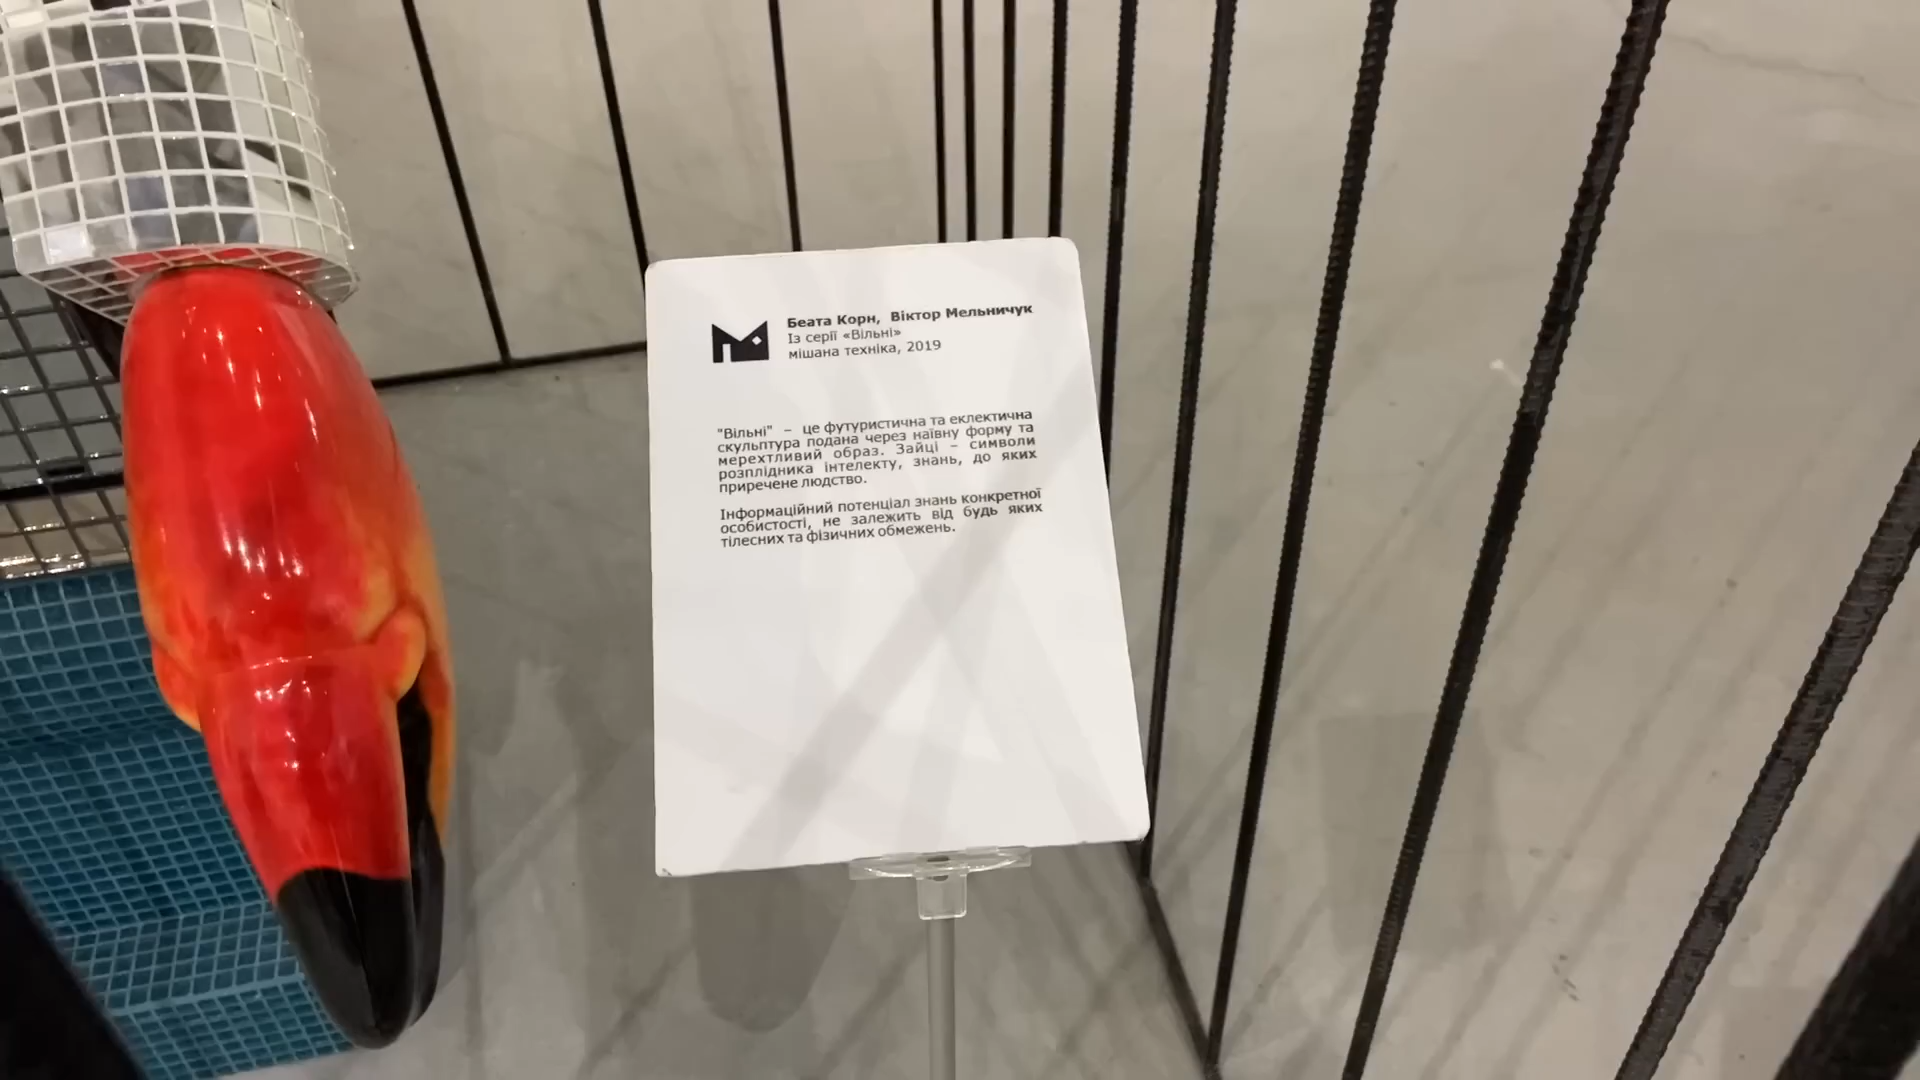 Беата Корн, Віктор Мельничук
Із серії «Вільні»
мішана техніка, 2019
"Вільні" – це футуристична та еклектична
скульптура подана через наївну форму та
мерехтливий образ. Зайці – символи
розплідника інтелекту, знань, до яких
приречене людство.
Інформаційний потенціал знань конкретної
особистості, не залежить від будь яких
тілесних та фізичних обмежень.